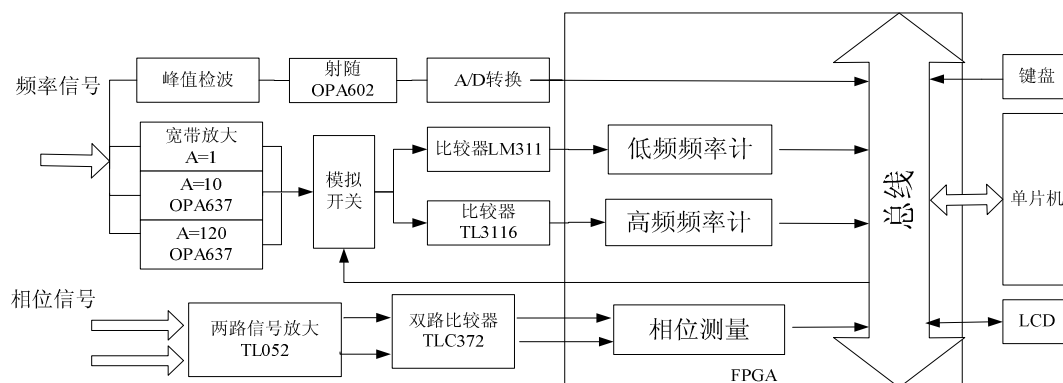 频率信号
峰值检波
射随
OPA602
A/D转换
键盘
宽带放大
A=1
A=10
OPA637
A=120
OPA637
模拟
开关
比较器LM311
低频频率计
比较器
TL3116
高频频率计
总线
单片机
相位信号
两路信号放大
TL052
双路比较器
TLC372
相位测量
LCD
FPGA